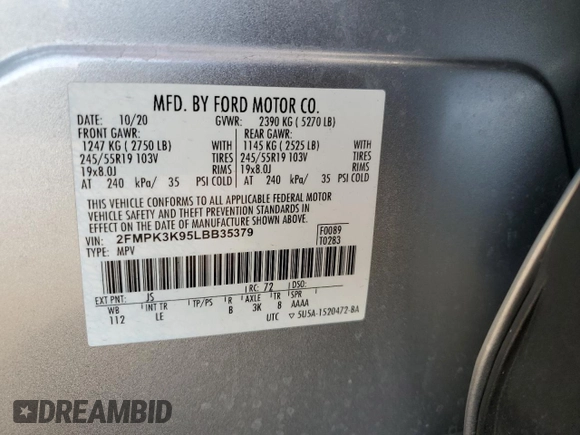 MFD. BY FORD MOTOR CO.
DATE: 10/20 GVWR: 2390 KG ( 5270 LB)
FRONT GAWR: REAR GAWR:
1247 KG ( 2750 LB) WITH 1145 KG ( 2525 LB) WITH
245/55R19 103V TIRES 245/55R19 103V TIRES
19x8.0J RIMS 19x8.0J RIMS
AT 240 kPa/ 35 PSI COLD AT 240 kPa/ 35 PSI COLD
THIS VEHICLE CONFORMS TO ALL APPLICABLE FEDERAL MOTOR
VEHICLE SAFETY AND THEFT PREVENTION STANDARDS IN
EFFECT ON THE DATE OF MANUFACTURE SHOWN ABOVE.
VIN: 2FMPK3K95LBB35379 F0089
TYPE: MPV T0283
EXT PNT: JS RC: 72 DSO:
WB INT TR TP/PS R AXLE TR SPR
112 LE B 3K 8 AAAA
UTC ▽ 5U5A-1520472-BA
DREAMBID